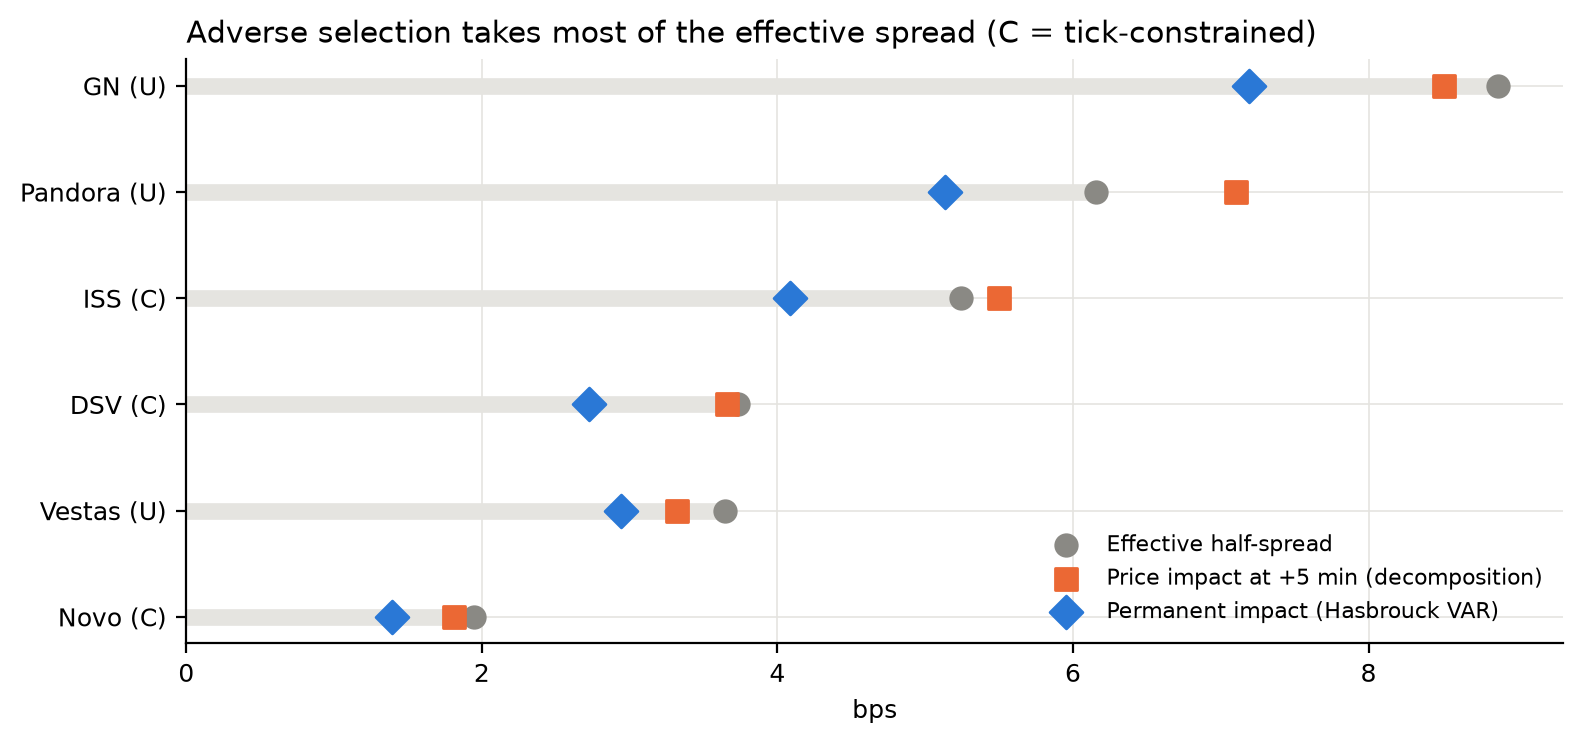 Adverse selection takes most of the effective spread (C = tick-constrained)
GN (U)
Pandora (U)
ISS (C)
DSV (C)
Vestas (U)
Novo (C)
Effective half-spread
Price impact at +5 min (decomposition)
Permanent impact (Hasbrouck VAR)
0 2 4 6 8
bps